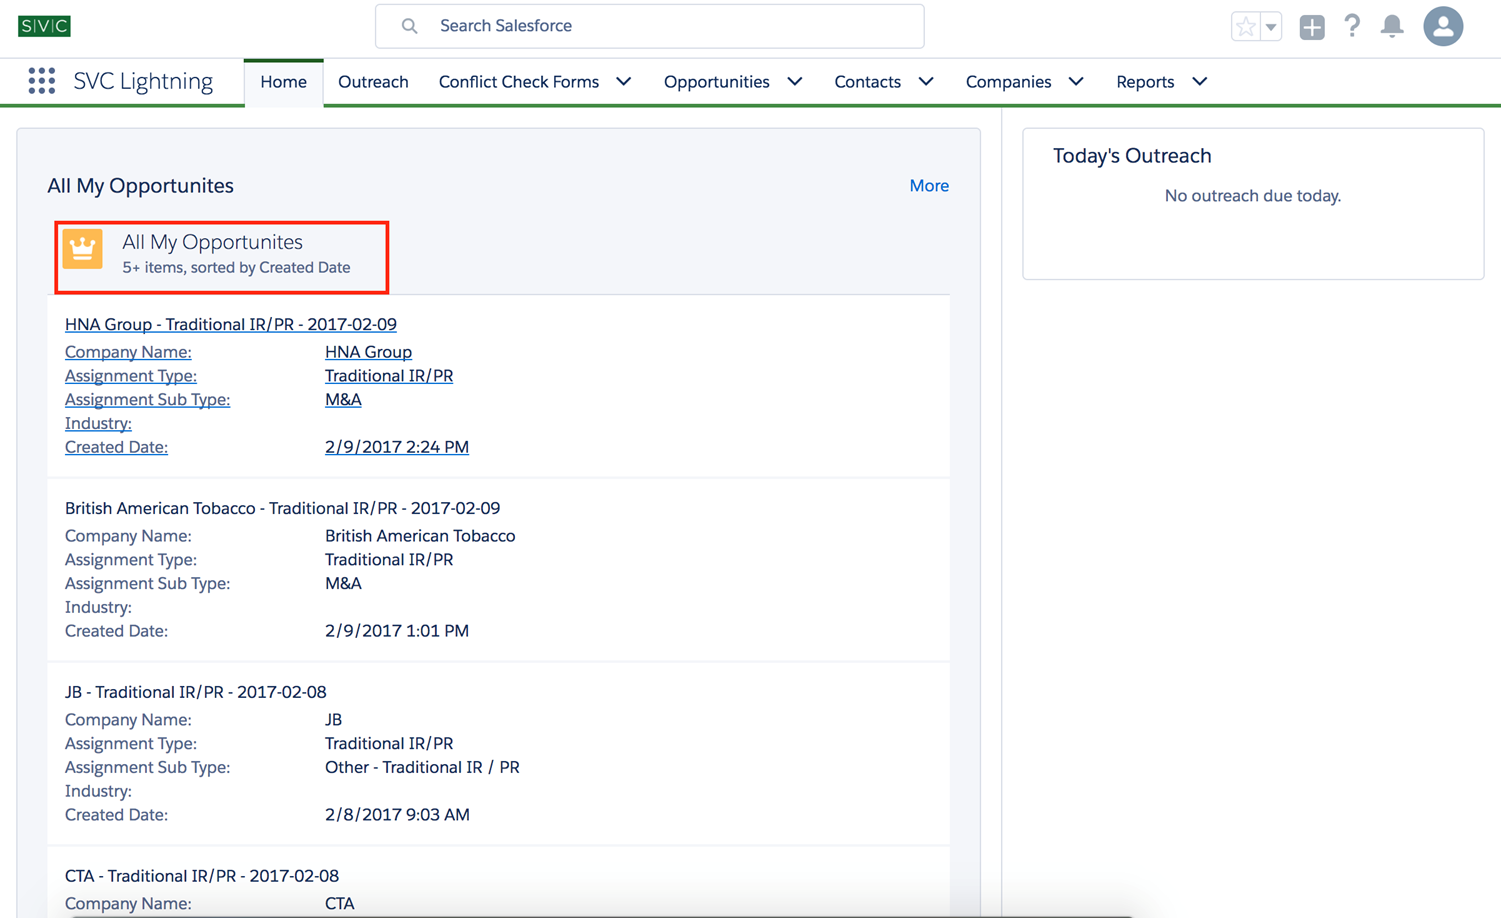 SVC
Search Salesforce
SVC Lightning
Home
Outreach
Conflict Check Forms
Opportunities
Contacts
Companies
Reports
All My Opportunites
More
All My Opportunites
5+ items, sorted by Created Date
HNA Group - Traditional IR/PR - 2017-02-09
Company Name: HNA Group
Assignment Type: Traditional IR/PR
Assignment Sub Type: M&A
Industry:
Created Date: 2/9/2017 2:24 PM
British American Tobacco - Traditional IR/PR - 2017-02-09
Company Name: British American Tobacco
Assignment Type: Traditional IR/PR
Assignment Sub Type: M&A
Industry:
Created Date: 2/9/2017 1:01 PM
JB - Traditional IR/PR - 2017-02-08
Company Name: JB
Assignment Type: Traditional IR/PR
Assignment Sub Type: Other - Traditional IR / PR
Industry:
Created Date: 2/8/2017 9:03 AM
CTA - Traditional IR/PR - 2017-02-08
Company Name: CTA
Today's Outreach
No outreach due today.